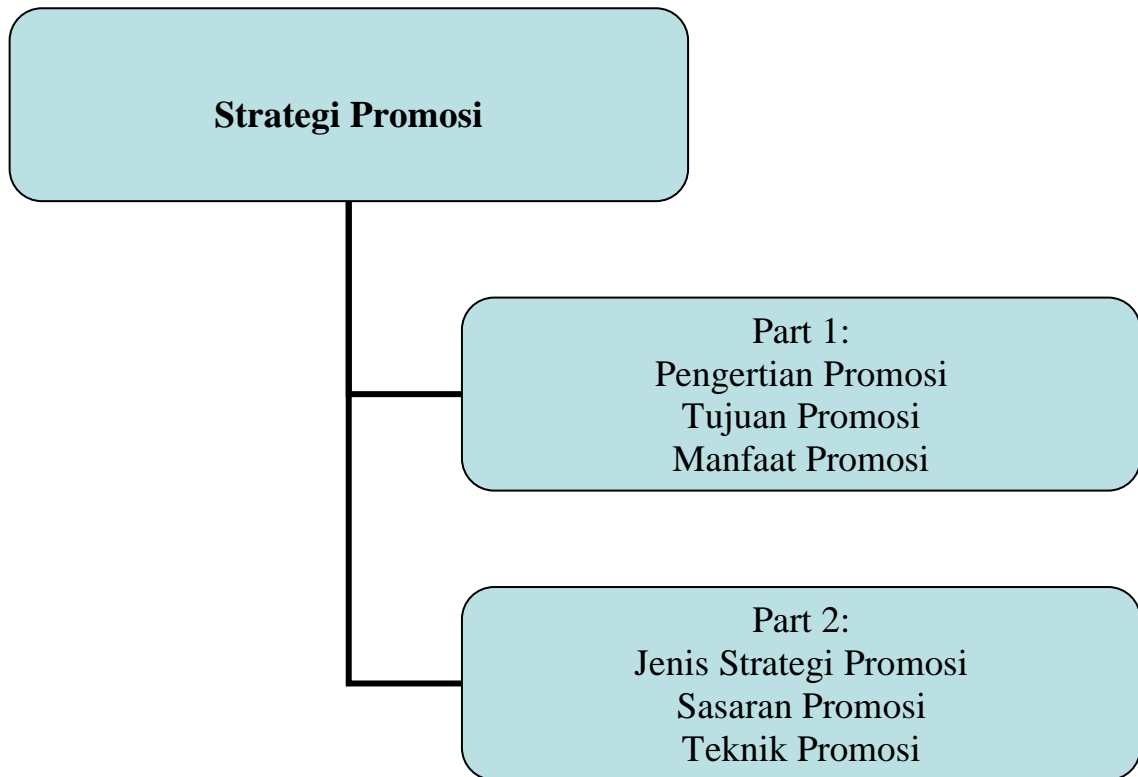 Strategi Promosi
Part 1:
Pengertian Promosi
Tujuan Promosi
Manfaat Promosi
Part 2:
Jenis Strategi Promosi
Sasaran Promosi
Teknik Promosi